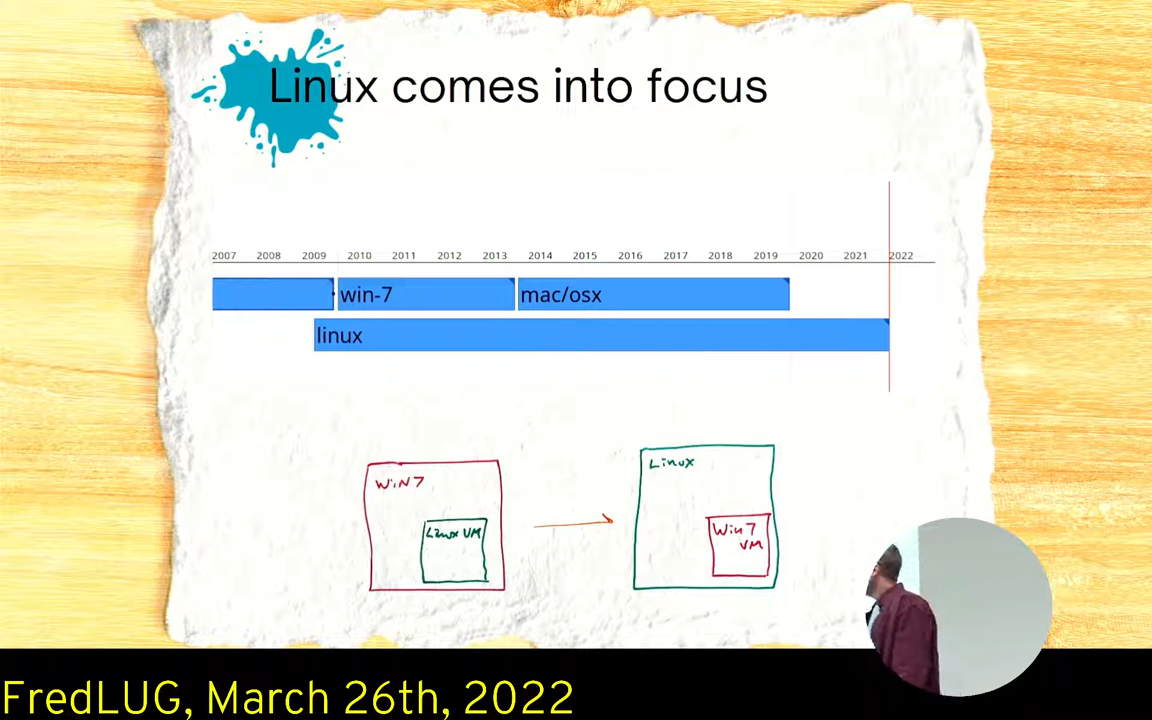 Linux comes into focus
2007 2008 2009 2010 2011 2012 2013 2014 2015 2016 2017 2018 2019 2020 2021 2022
win-7 mac/osx
linux
WIN7
Linux VM
Linux
Win7
VM
FredLUG, March 26th, 2022